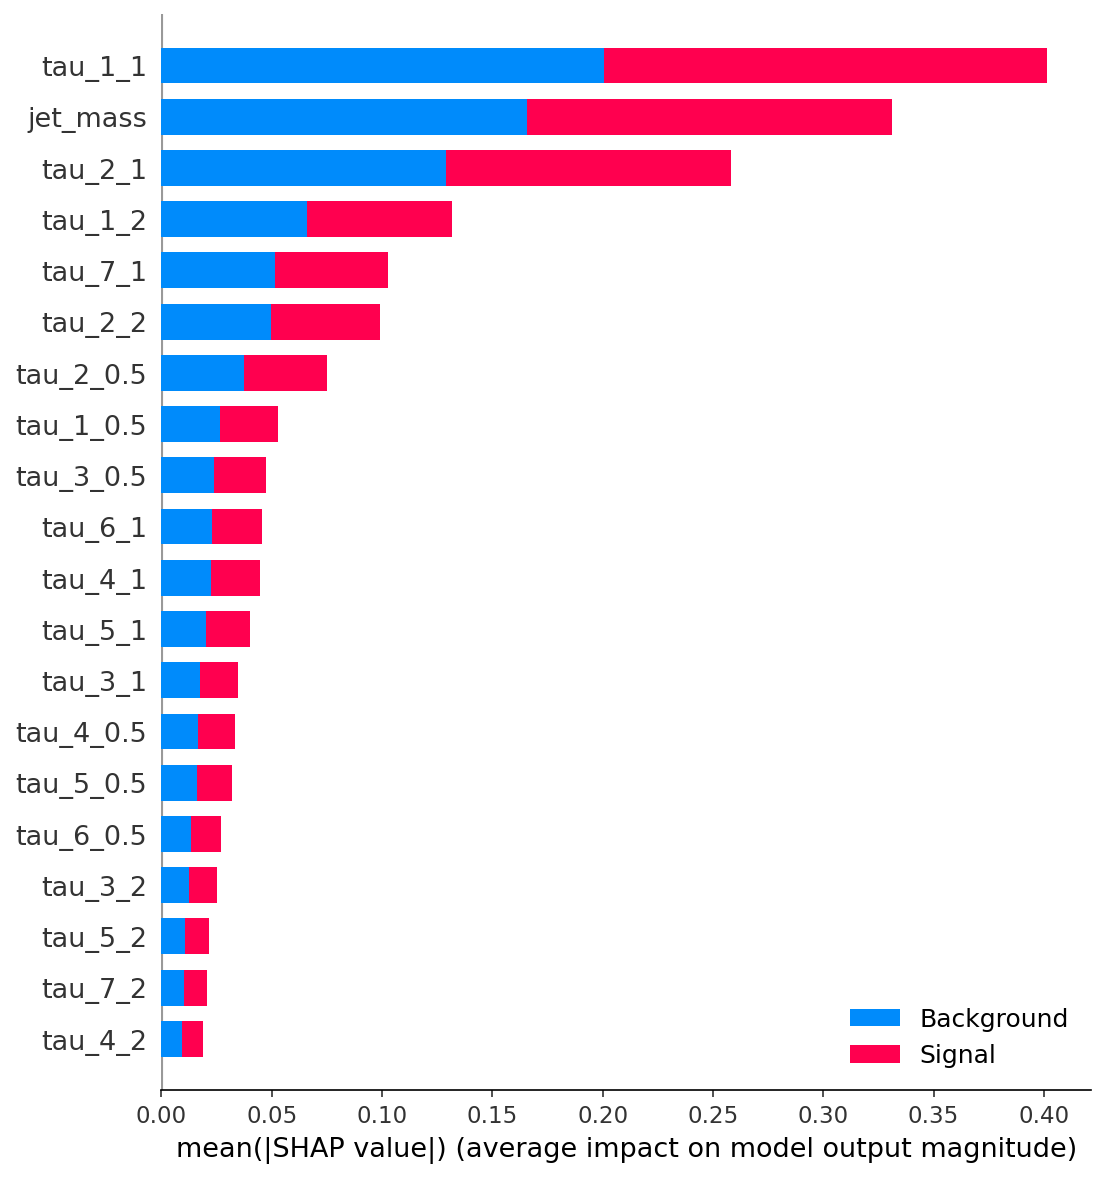 tau_1_1
jet_mass
tau_2_1
tau_1_2
tau_7_1
tau_2_2
tau_2_0.5
tau_1_0.5
tau_3_0.5
tau_6_1
tau_4_1
tau_5_1
tau_3_1
tau_4_0.5
tau_5_0.5
tau_6_0.5
tau_3_2
tau_5_2
tau_7_2
tau_4_2
Background
Signal
0.00 0.05 0.10 0.15 0.20 0.25 0.30 0.35 0.40
mean(|SHAP value|) (average impact on model output magnitude)